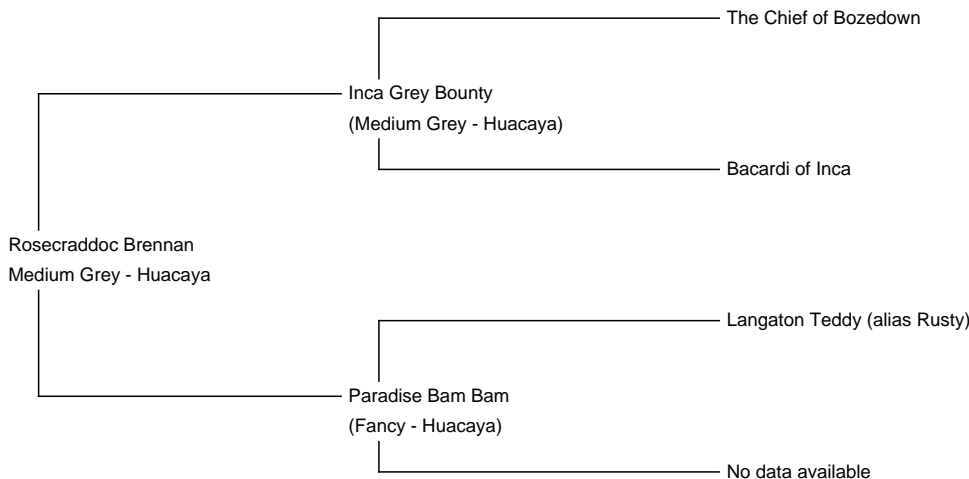 The Chief of Bozedown
Inca Grey Bounty
(Medium Grey - Huacaya)
Bacardi of Inca
Rosecraddoc Brennan
Medium Grey - Huacaya
Langaton Teddy (alias Rusty)
Paradise Bam Bam
(Fancy - Huacaya)
No data available